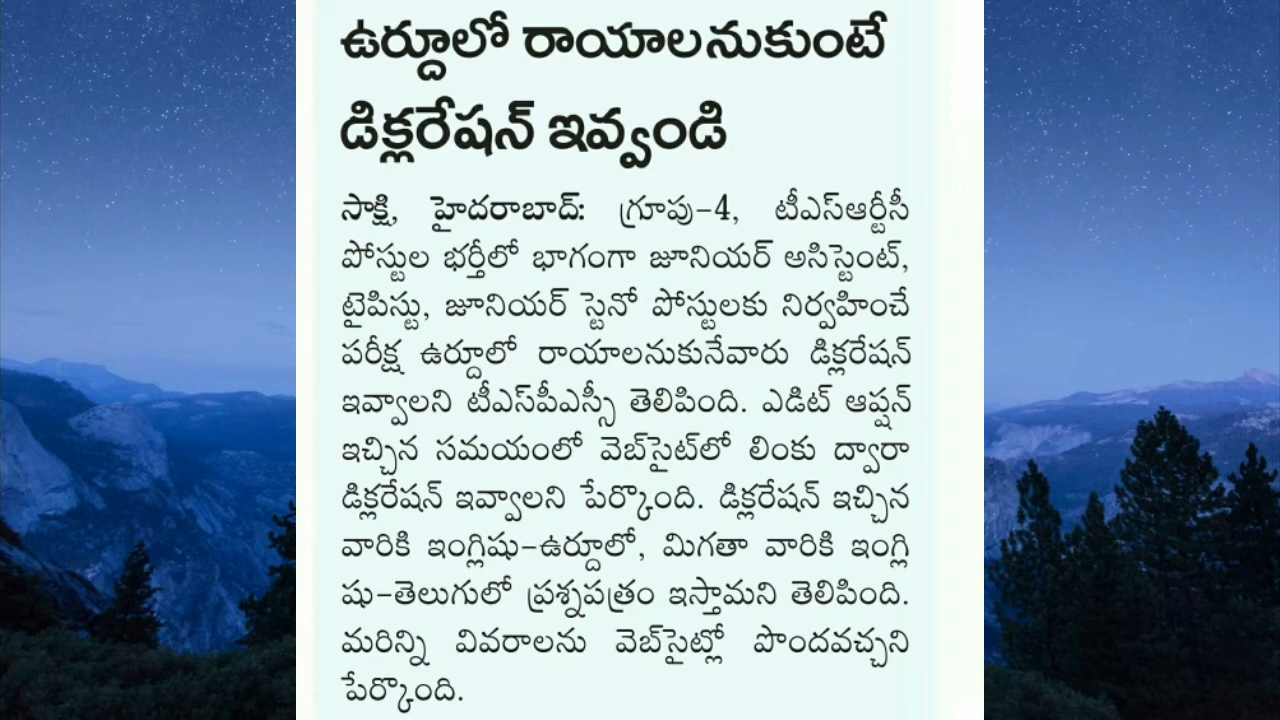 ఉర్దూలో రాయాలనుకుంటే
డిక్లరేషన్ ఇవ్వండి
సాక్షి, హైదరాబాద్: గ్రూపు-4, టీఎస్ఆర్టీసీ
పోస్టుల భర్తీలో భాగంగా జూనియర్ అసిస్టెంట్,
టైపిస్టు, జూనియర్ స్టెనో పోస్టులకు నిర్వహించే
పరీక్ష ఉర్దూలో రాయాలనుకునేవారు డిక్లరేషన్
ఇవ్వాలని టీఎస్‌పీఎస్సీ తెలిపింది. ఎడిట్ ఆప్షన్
ఇచ్చిన సమయంలో వెబ్‌సైట్‌లో లింకు ద్వారా
డిక్లరేషన్ ఇవ్వాలని పేర్కొంది. డిక్లరేషన్ ఇచ్చిన
వారికి ఇంగ్లిషు-ఉర్దూలో, మిగతా వారికి ఇంగ్లి
షు-తెలుగులో ప్రశ్నపత్రం ఇస్తామని తెలిపింది.
మరిన్ని వివరాలను వెబ్‌సైట్లో పొందవచ్చని
పేర్కొంది.